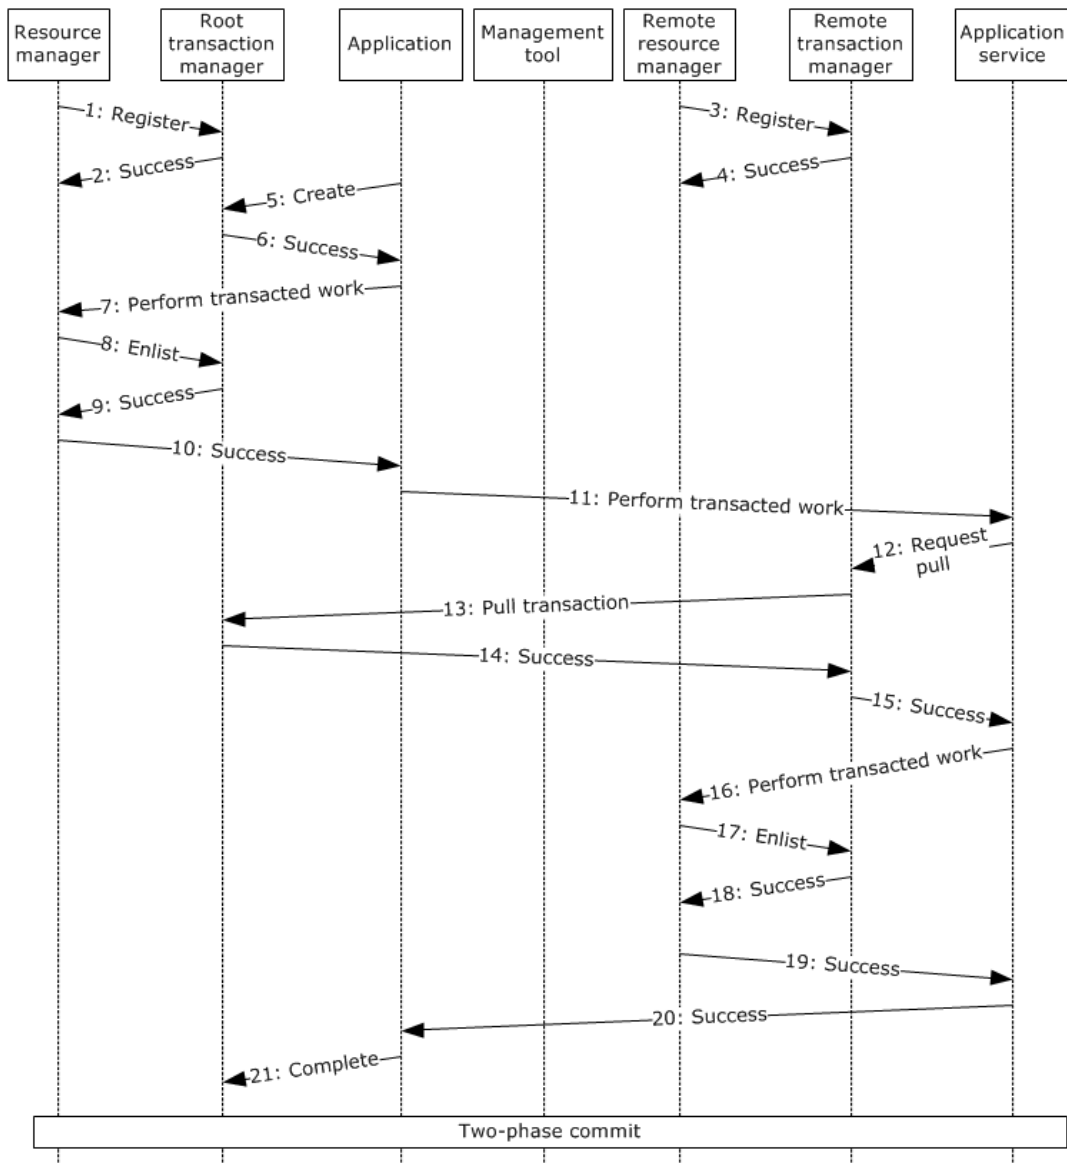 Resource
manager
Root
transaction
manager
Application
Management
tool
Remote
resource
manager
Remote
transaction
manager
Application
service
1: Register
2: Success
3: Register
4: Success
5: Create
6: Success
7: Perform transacted work
8: Enlist
9: Success
10: Success
11: Perform transacted work
12: Request
pull
13: Pull transaction
14: Success
15: Success
16: Perform transacted work
17: Enlist
18: Success
19: Success
20: Success
21: Complete
Two-phase commit